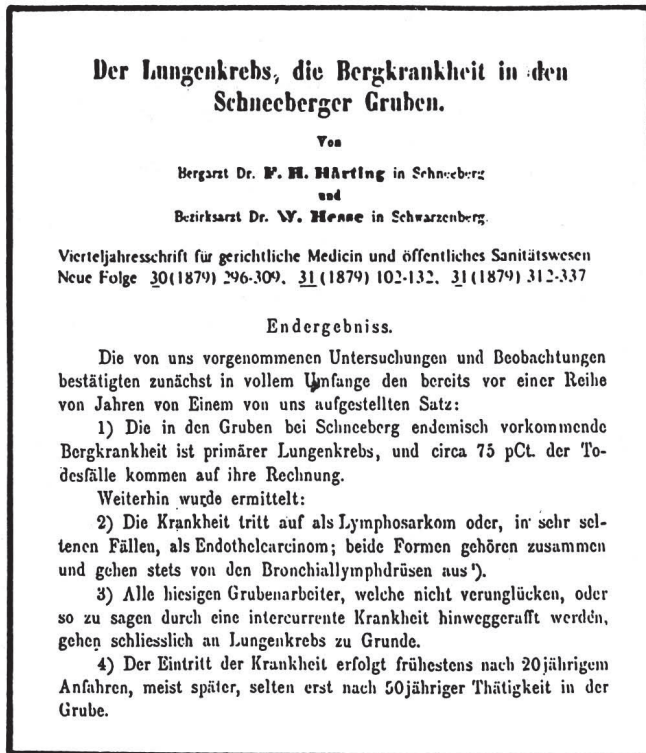 Der Lungenkrebs, die Bergkrankheit in den
Schneeberger Gruben.
Von
Bergarzt Dr. F. H. Härting in Schneeberg
und
Bezirksarzt Dr. W. Hesse in Schwarzenberg.
Vierteljahresschrift für gerichtliche Medicin und öffentliches Sanitätswesen
Neue Folge 30(1879) 296-309, 31(1879) 102-132, 31(1879) 312-337
Endergebniss.
Die von uns vorgenommenen Untersuchungen und Beobachtungen
bestätigten zunächst in vollem Umfange den bereits vor einer Reihe
von Jahren von Einem von uns aufgestellten Satz:
1) Die in den Gruben bei Schneeberg endemisch vorkommende
Bergkrankheit ist primärer Lungenkrebs, und circa 75 pCt. der To-
desfälle kommen auf ihre Rechnung.
Weiterhin wurde ermittelt:
2) Die Krankheit tritt auf als Lymphosarkom oder, in sehr sel-
tenen Fällen, als Endothelcarcinom; beide Formen gehören zusammen
und gehen stets von den Bronchiallymphdrüsen aus¹).
3) Alle hiesigen Grubenarbeiter, welche nicht verunglücken, oder
so zu sagen durch eine intercurrente Krankheit hinweggerafft werden,
gehen schliesslich an Lungenkrebs zu Grunde.
4) Der Eintritt der Krankheit erfolgt frühestens nach 20jährigem
Anfahren, meist später, selten erst nach 50jähriger Thätigkeit in der
Grube.